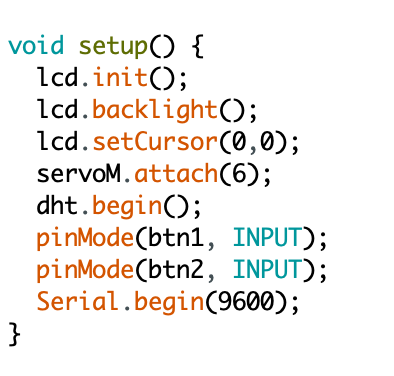 void setup() {
  lcd.init();
  lcd.backlight();
  lcd.setCursor(0,0);
  servoM.attach(6);
  dht.begin();
  pinMode(btn1, INPUT);
  pinMode(btn2, INPUT);
  Serial.begin(9600);
}